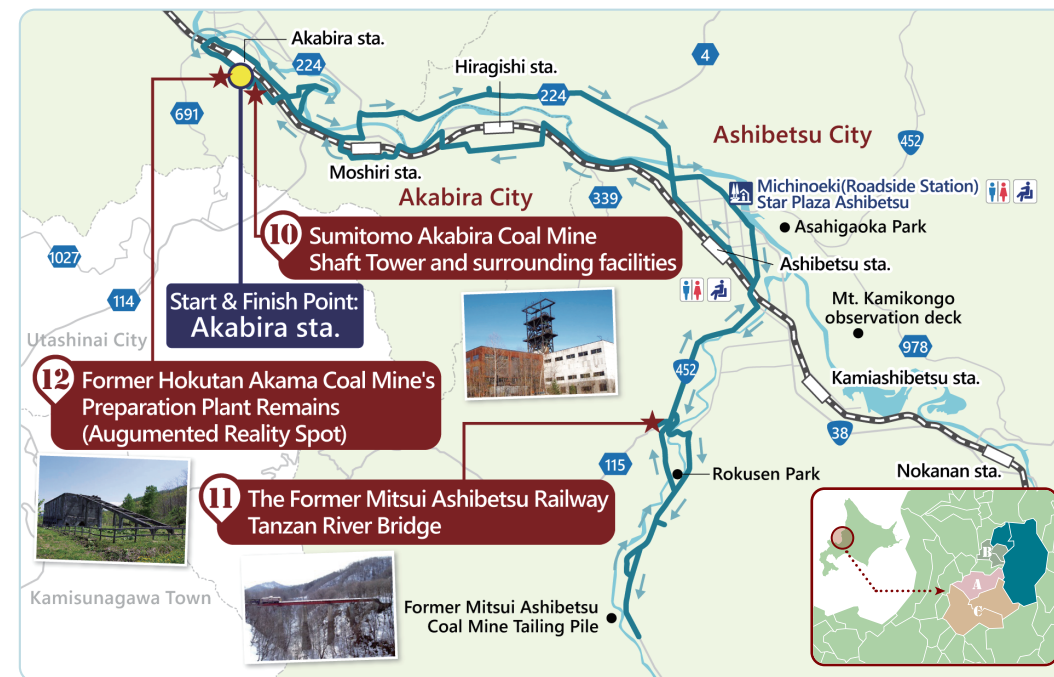 Akabira sta.
224
Hiragishi sta.
4
224
691
Ashibetsu City
452
Moshiri sta.
Akabira City
339
Michinoeki(Roadside Station)
Star Plaza Ashibetsu
Asahigaoka Park
10
Sumitomo Akabira Coal Mine
Shaft Tower and surrounding facilities
Ashibetsu sta.
1027
114
Start & Finish Point:
Akabira sta.
Utashinai City
Mt. Kamikongo
observation deck
978
12
Former Hokutan Akama Coal Mine's
Preparation Plant Remains
(Augumented Reality Spot)
452
Kamiashibetsu sta.
38
Nokanan sta.
115
Rokusen Park
11
The Former Mitsui Ashibetsu Railway
Tanzan River Bridge
Kamisunagawa Town
Former Mitsui Ashibetsu
Coal Mine Tailing Pile
B
A
C